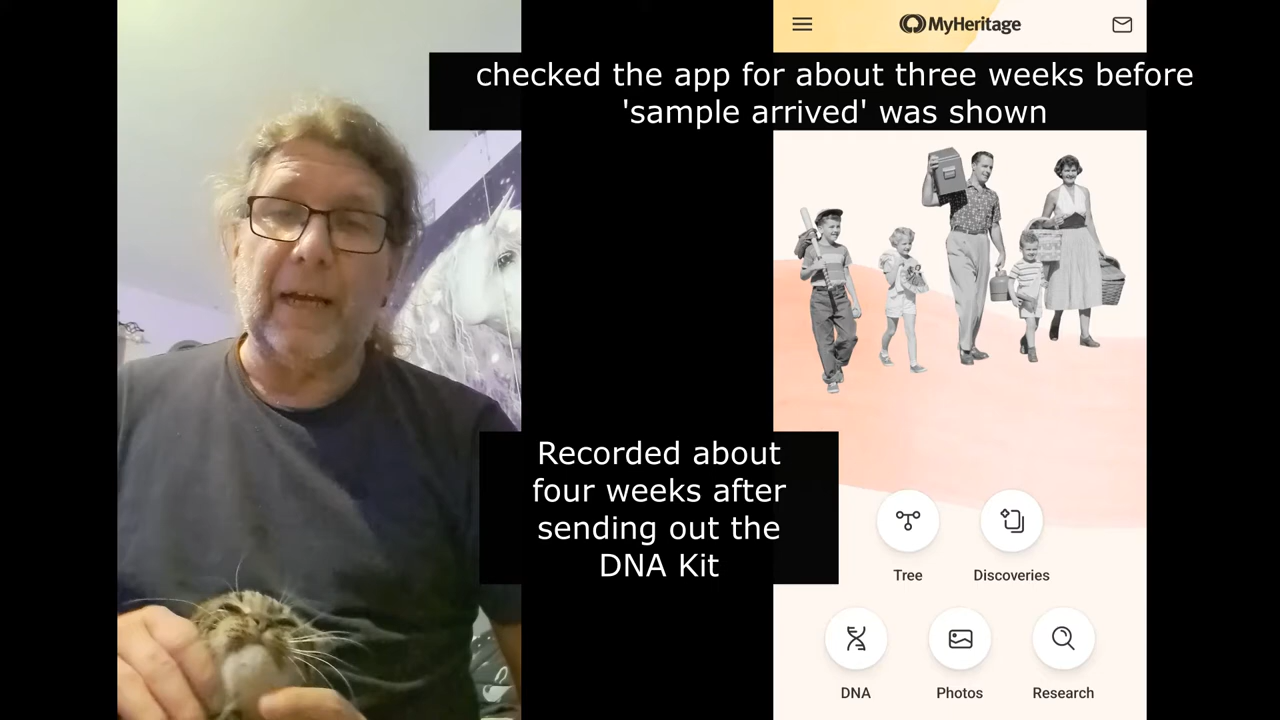 MyHeritage
checked the app for about three weeks before
'sample arrived' was shown
Recorded about
four weeks after
sending out the
DNA Kit
Tree
Discoveries
DNA
Photos
Research